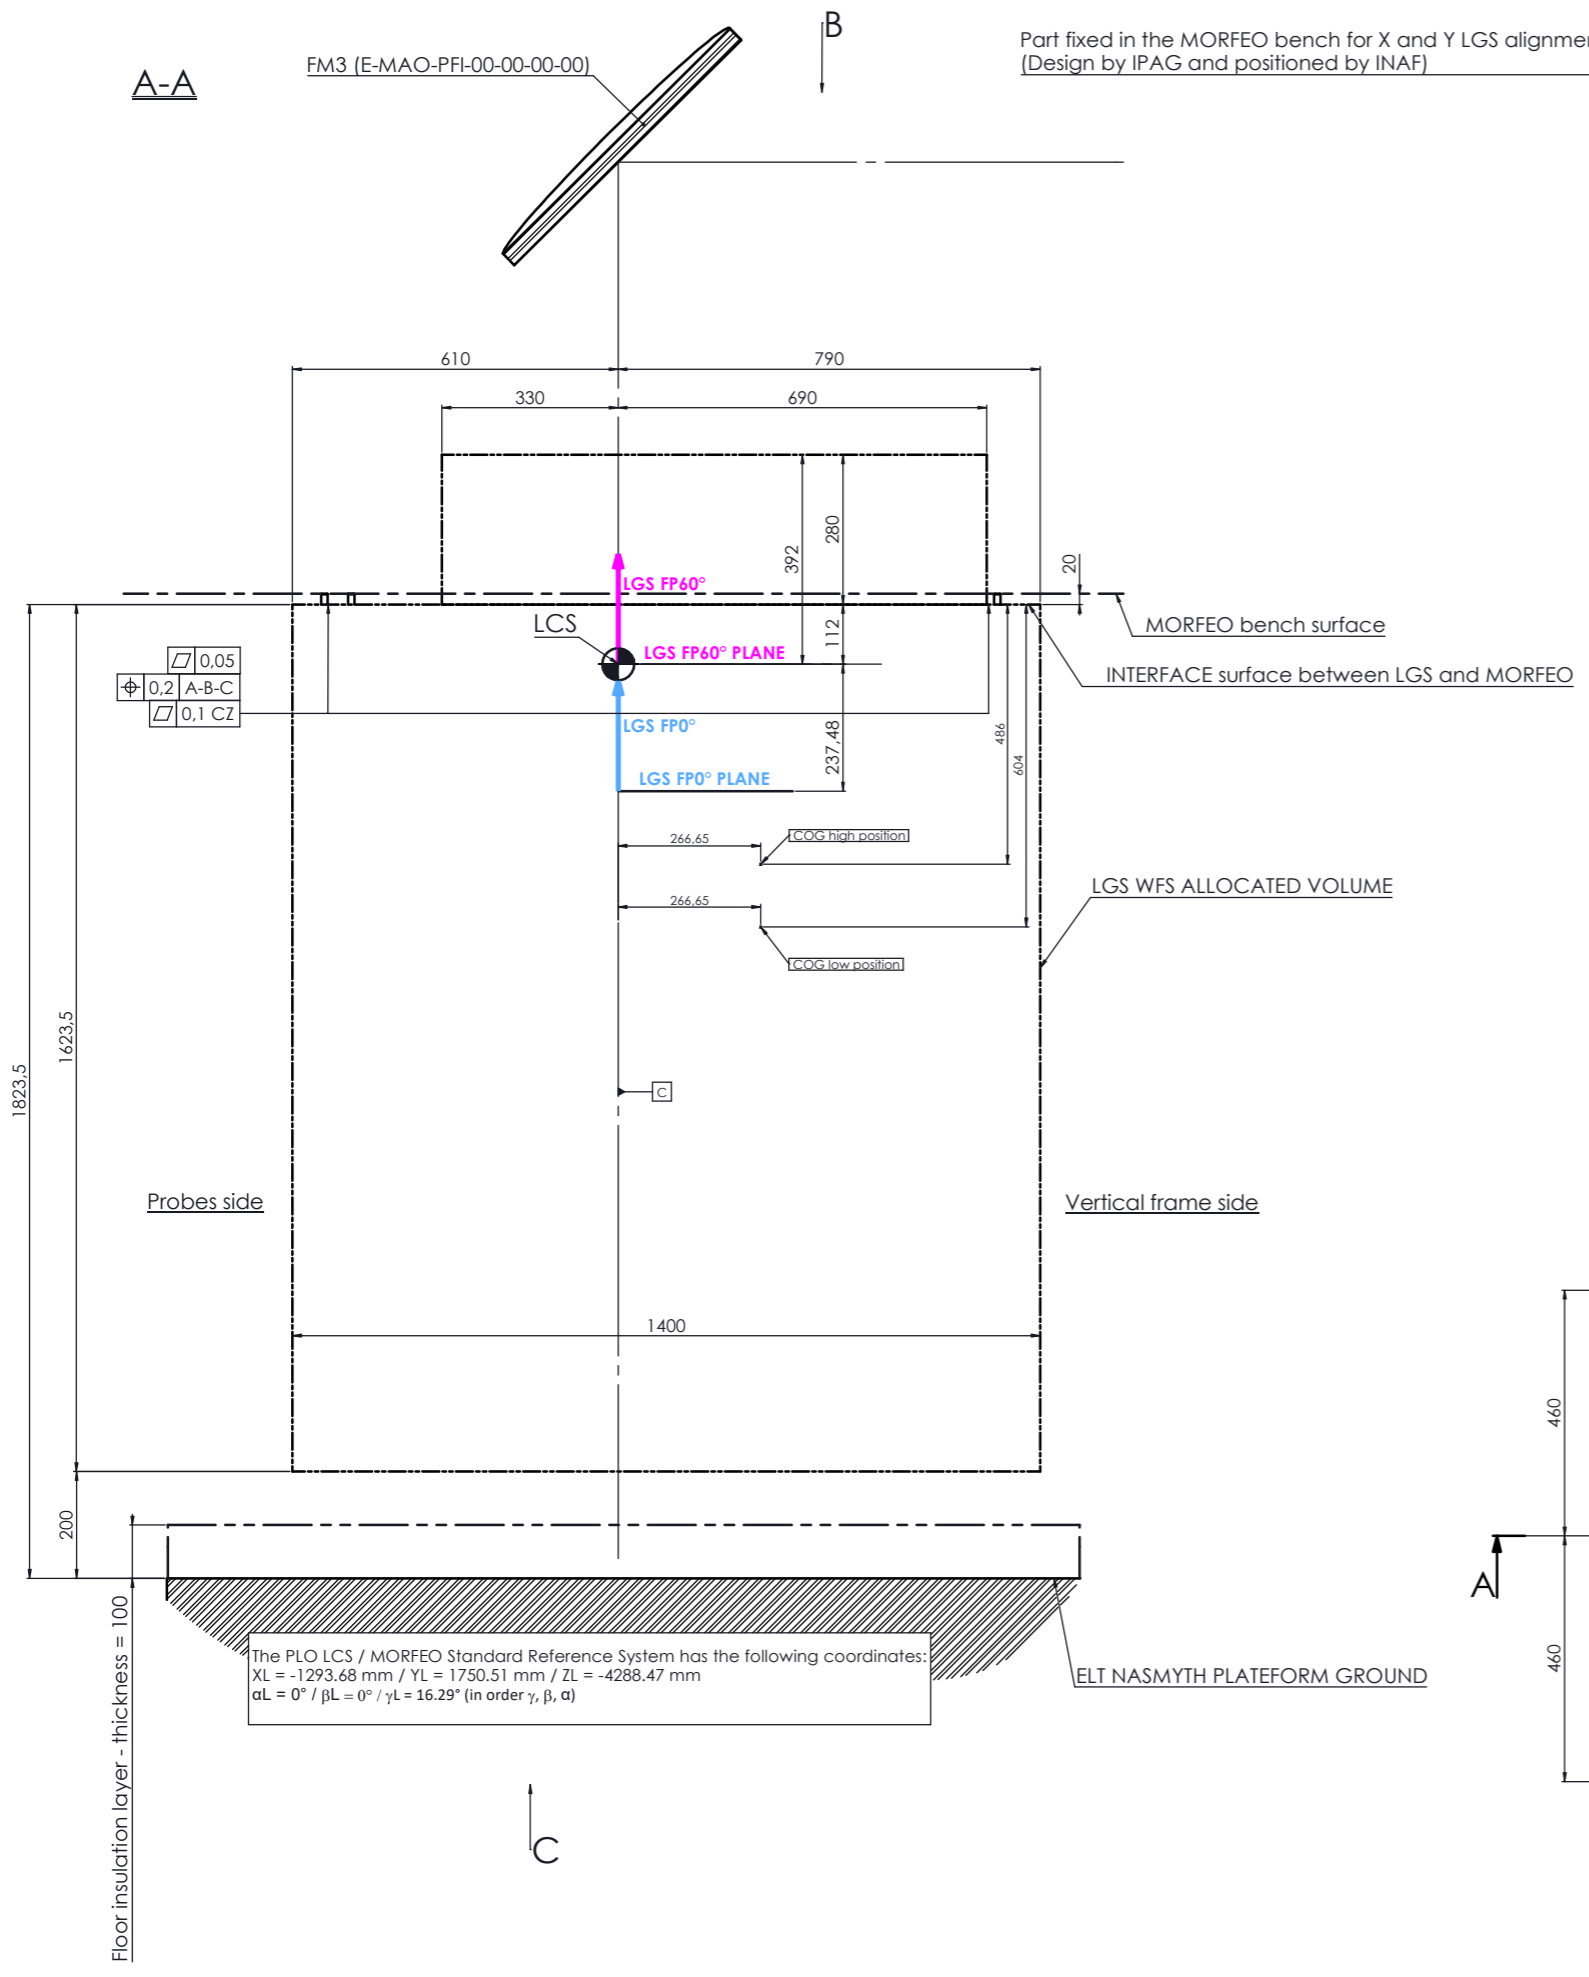 B
Part fixed in the MORFEO bench for X and Y LGS alignmen
(Design by IPAG and positioned by INAF)
FM3 (E-MAO-PFI-00-00-00-00)
A-A
610
790
330
690
392
280
20
LGS FP60°
LCS
112
MORFEO bench surface
LGS FP60° PLANE
0,05
INTERFACE surface between LGS and MORFEO
0,2 A-B-C
0,1 CZ
LGS FP0°
237,48
486
604
LGS FP0° PLANE
266,65
COG high position
LGS WFS ALLOCATED VOLUME
266,65
COG low position
1623,5
1823,5
C
Probes side
Vertical frame side
1400
460
200
A
Floor insulation layer - thickness = 100
The PLO LCS / MORFEO Standard Reference System has the following coordinates:
XL = -1293.68 mm / YL = 1750.51 mm / ZL = -4288.47 mm
αL = 0° / βL = 0° / γL = 16.29° (in order γ, β, α)
460
ELT NASMYTH PLATEFORM GROUND
C